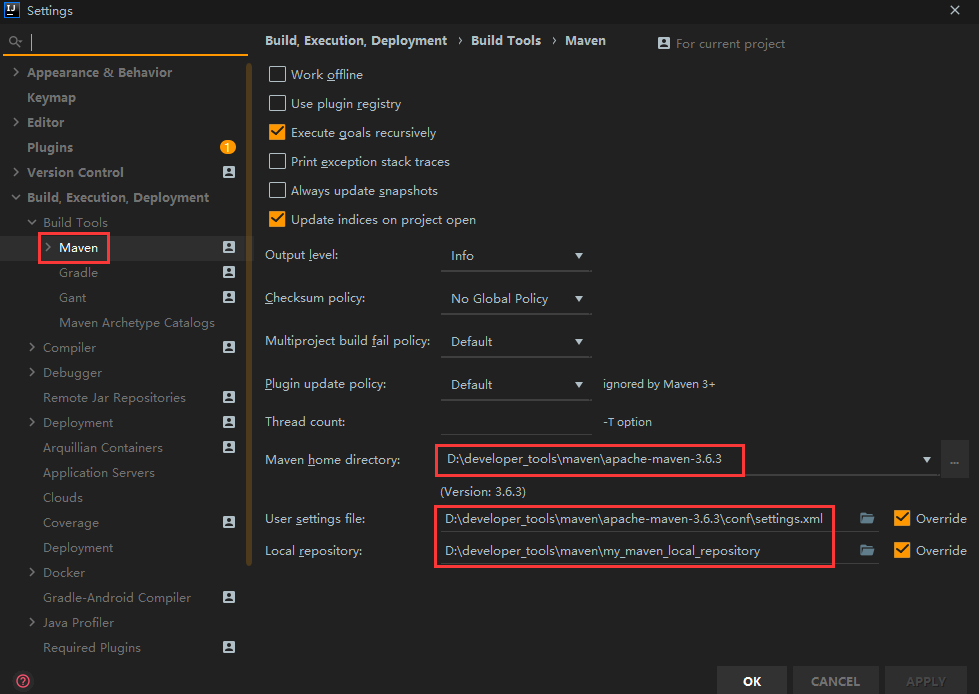 IJ Settings
Build, Execution, Deployment › Build Tools › Maven For current project
Appearance & Behavior
Keymap
Editor
Plugins 1
Version Control
Build, Execution, Deployment
Build Tools
Maven
Gradle
Gant
Maven Archetype Catalogs
Compiler
Debugger
Remote Jar Repositories
Deployment
Arquillian Containers
Application Servers
Clouds
Coverage
Deployment
Docker
Gradle-Android Compiler
Java Profiler
Required Plugins
Work offline
Use plugin registry
Execute goals recursively
Print exception stack traces
Always update snapshots
Update indices on project open
Output level: Info
Checksum policy: No Global Policy
Multiproject build fail policy: Default
Plugin update policy: Default ignored by Maven 3+
Thread count: -T option
Maven home directory: D:\developer_tools\maven\apache-maven-3.6.3 ...
(Version: 3.6.3)
User settings file: D:\developer_tools\maven\apache-maven-3.6.3\conf\settings.xml Override
Local repository: D:\developer_tools\maven\my_maven_local_repository Override
? OK CANCEL APPLY